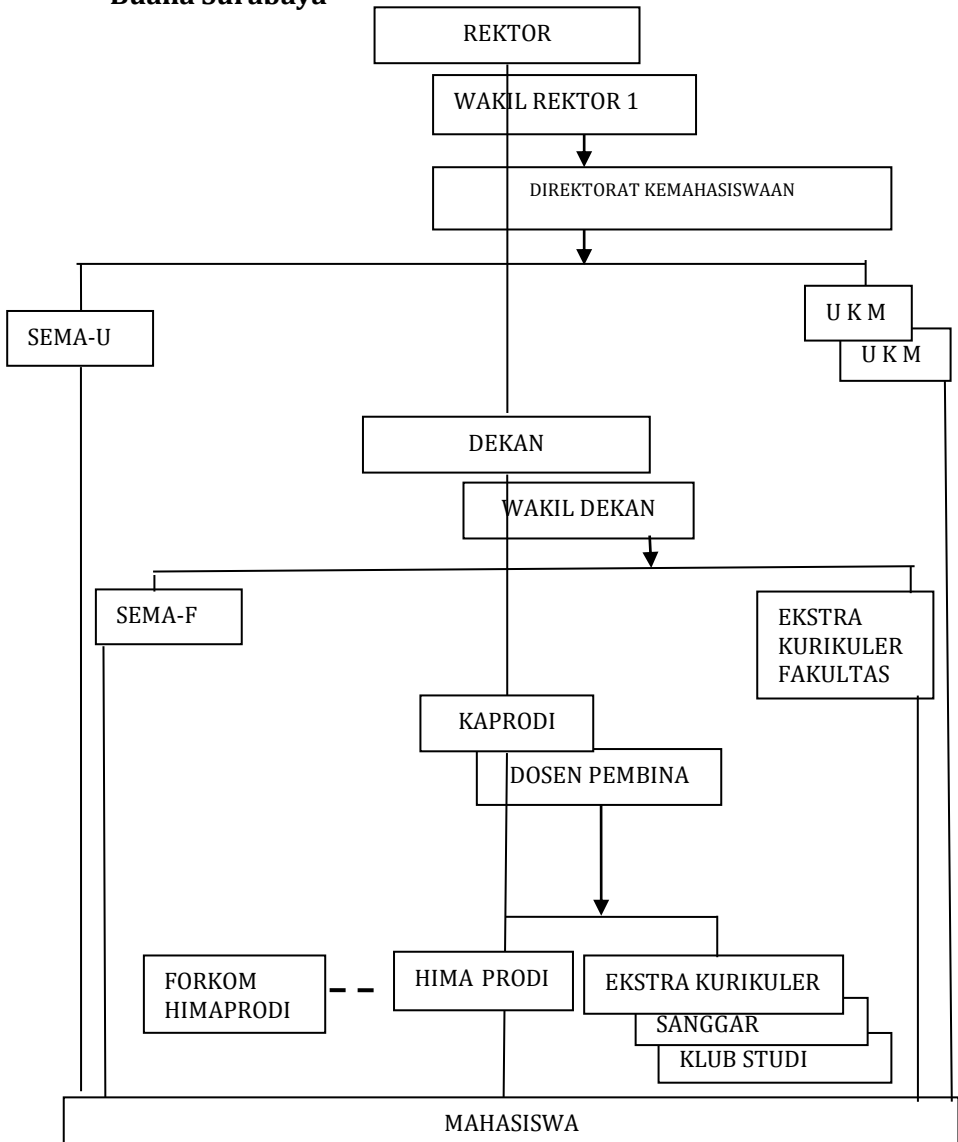 Buana Surabaya
REKTOR
WAKIL REKTOR 1
DIREKTORAT KEMAHASISWAAN
SEMA-U
U K M
U K M
DEKAN
WAKIL DEKAN
SEMA-F
EKSTRA
KURIKULER
FAKULTAS
KAPRODI
DOSEN PEMBINA
FORKOM
HIMAPRODI
HIMA PRODI
EKSTRA KURIKULER
SANGGAR
KLUB STUDI
MAHASISWA